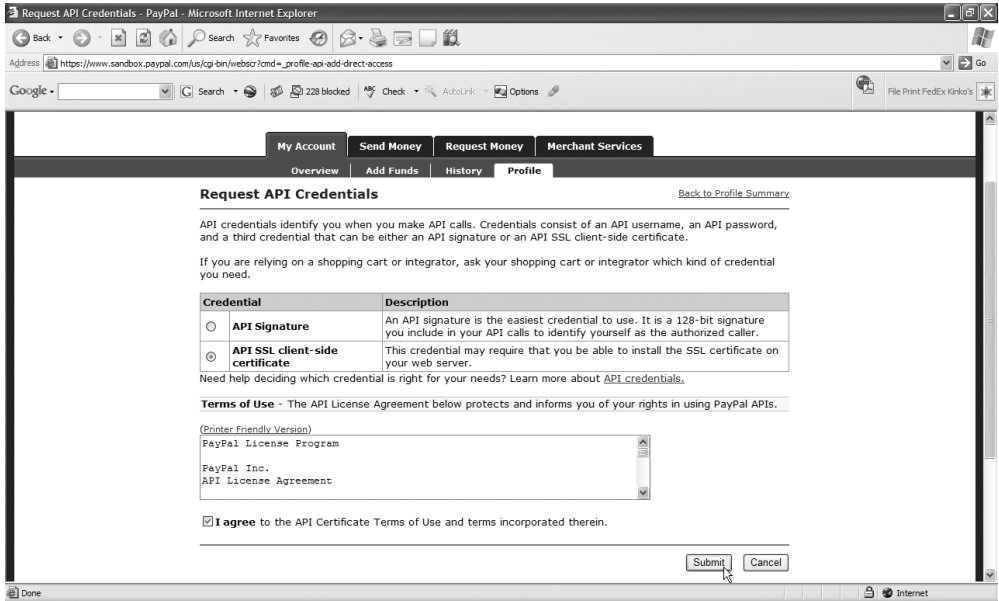 Request API Credentials - PayPal - Microsoft Internet Explorer
Back Search Favorites
Address https://www.sandbox.paypal.com/us/cgi-bin/webscr?cmd=_profile-api-add-direct-access Go
Google G Search 228 blocked ABC Check AutoLink Options File Print FedEx Kinko's
My Account Send Money Request Money Merchant Services
Overview Add Funds History Profile
Request API Credentials Back to Profile Summary
API credentials identify you when you make API calls. Credentials consist of an API username, an API password,
and a third credential that can be either an API signature or an API SSL client-side certificate.
If you are relying on a shopping cart or integrator, ask your shopping cart or integrator which kind of credential
you need.
Credential Description
API Signature An API signature is the easiest credential to use. It is a 128-bit signature
you include in your API calls to identify yourself as the authorized caller.
API SSL client-side This credential may require that you be able to install the SSL certificate on
certificate your web server.
Need help deciding which credential is right for your needs? Learn more about API credentials.
Terms of Use - The API License Agreement below protects and informs you of your rights in using PayPal APIs.
(Printer Friendly Version)
PayPal License Program
PayPal Inc.
API License Agreement
I agree to the API Certificate Terms of Use and terms incorporated therein.
Submit Cancel
Done Internet